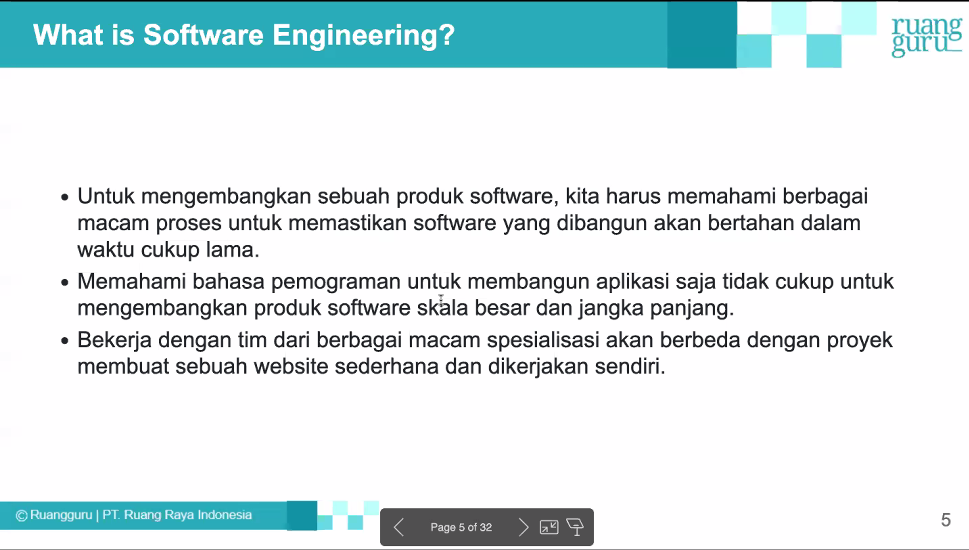 What is Software Engineering?
ruang
guru
• Untuk mengembangkan sebuah produk software, kita harus memahami berbagai
macam proses untuk memastikan software yang dibangun akan bertahan dalam
waktu cukup lama.
• Memahami bahasa pemograman untuk membangun aplikasi saja tidak cukup untuk
mengembangkan produk software skala besar dan jangka panjang.
• Bekerja dengan tim dari berbagai macam spesialisasi akan berbeda dengan proyek
membuat sebuah website sederhana dan dikerjakan sendiri.
© Ruangguru | PT. Ruang Raya Indonesia
Page 5 of 32
5